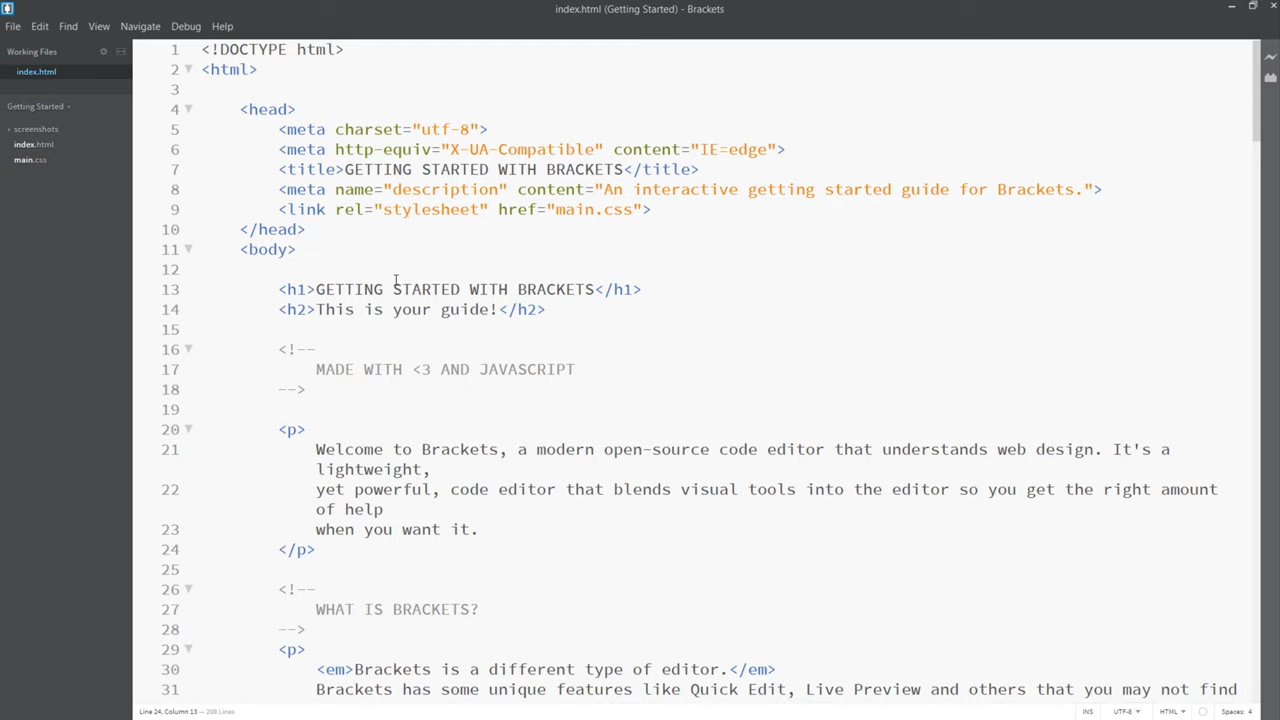 index.html (Getting Started) - Brackets
File Edit Find View Navigate Debug Help
Working Files
index.html
Getting Started
screenshots
index.html
main.css
1 <!DOCTYPE html>
2 <html>
3
4 <head>
5 <meta charset="utf-8">
6 <meta http-equiv="X-UA-Compatible" content="IE=edge">
7 <title>GETTING STARTED WITH BRACKETS</title>
8 <meta name="description" content="An interactive getting started guide for Brackets.">
9 <link rel="stylesheet" href="main.css">
10 </head>
11 <body>
12
13 <h1>GETTING STARTED WITH BRACKETS</h1>
14 <h2>This is your guide!</h2>
15
16 <!--
17 MADE WITH <3 AND JAVASCRIPT
18 -->
19
20 <p>
21 Welcome to Brackets, a modern open-source code editor that understands web design. It's a
lightweight,
22 yet powerful, code editor that blends visual tools into the editor so you get the right amount
of help
23 when you want it.
24 </p>
25
26 <!--
27 WHAT IS BRACKETS?
28 -->
29 <p>
30 <em>Brackets is a different type of editor.</em>
31 Brackets has some unique features like Quick Edit, Live Preview and others that you may not find
Line 24, Column 13 — 208 Lines
INS UTF-8 HTML Spaces: 4